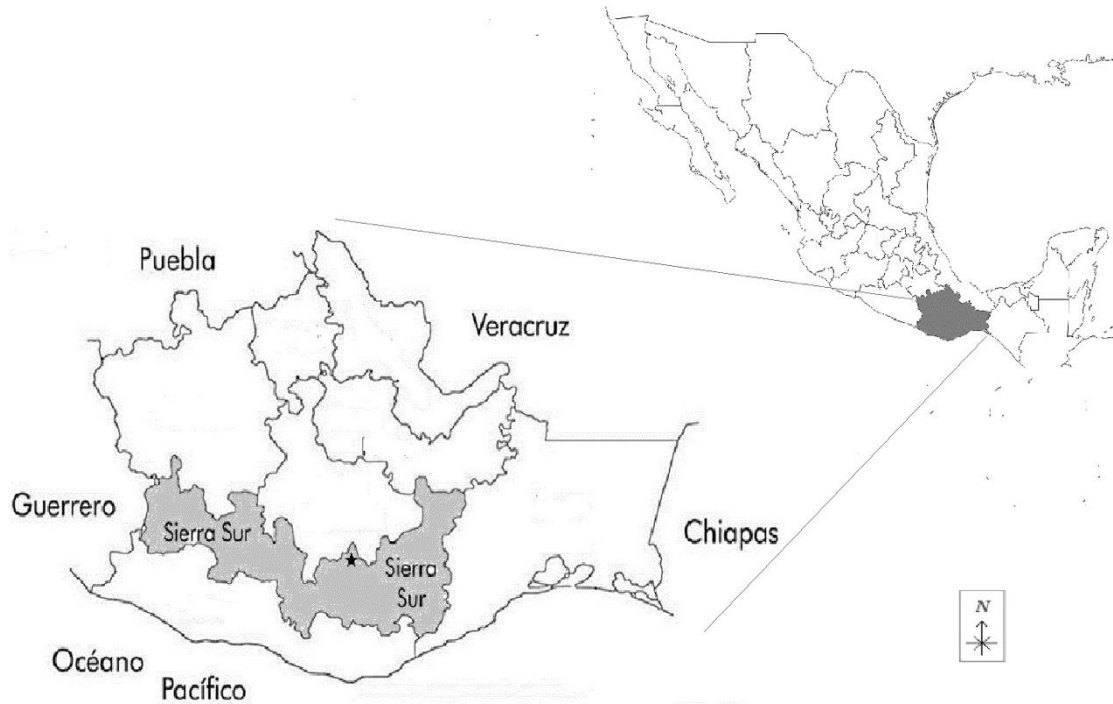 Puebla
Veracruz
Guerrero
Sierra Sur
Sierra
Sur
Chiapas
N
Océano
Pacífico